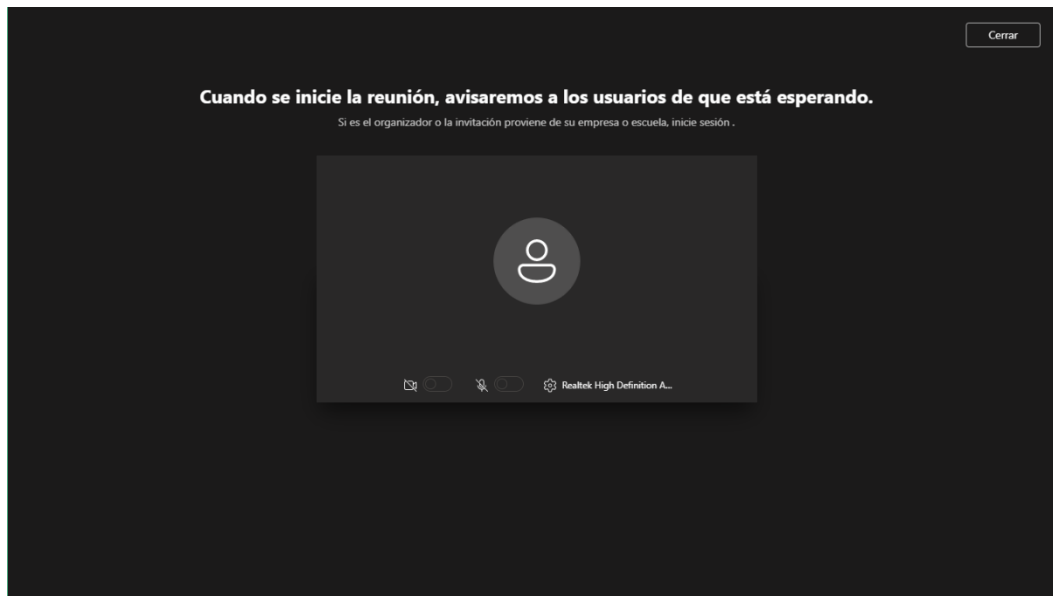 Cerrar
Cuando se inicie la reunión, avisaremos a los usuarios de que está esperando.
Si es el organizador o la invitación proviene de su empresa o escuela, inicie sesión .
Realtek High Definition A...